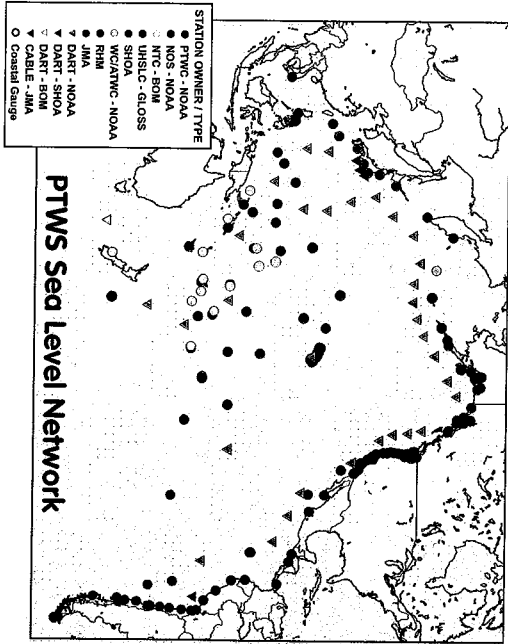 PTWS Sea Level Network
STATION OWNER / TYPE
PTWC - NOAA
NOS - NOAA
NTC - BOM
UHSLC - GLOSS
SHOA
WC/ATWC - NOAA
RHM
JMA
DART - NOAA
DART - SHOA
DART - BOM
CABLE - JMA
Coastal Gauge